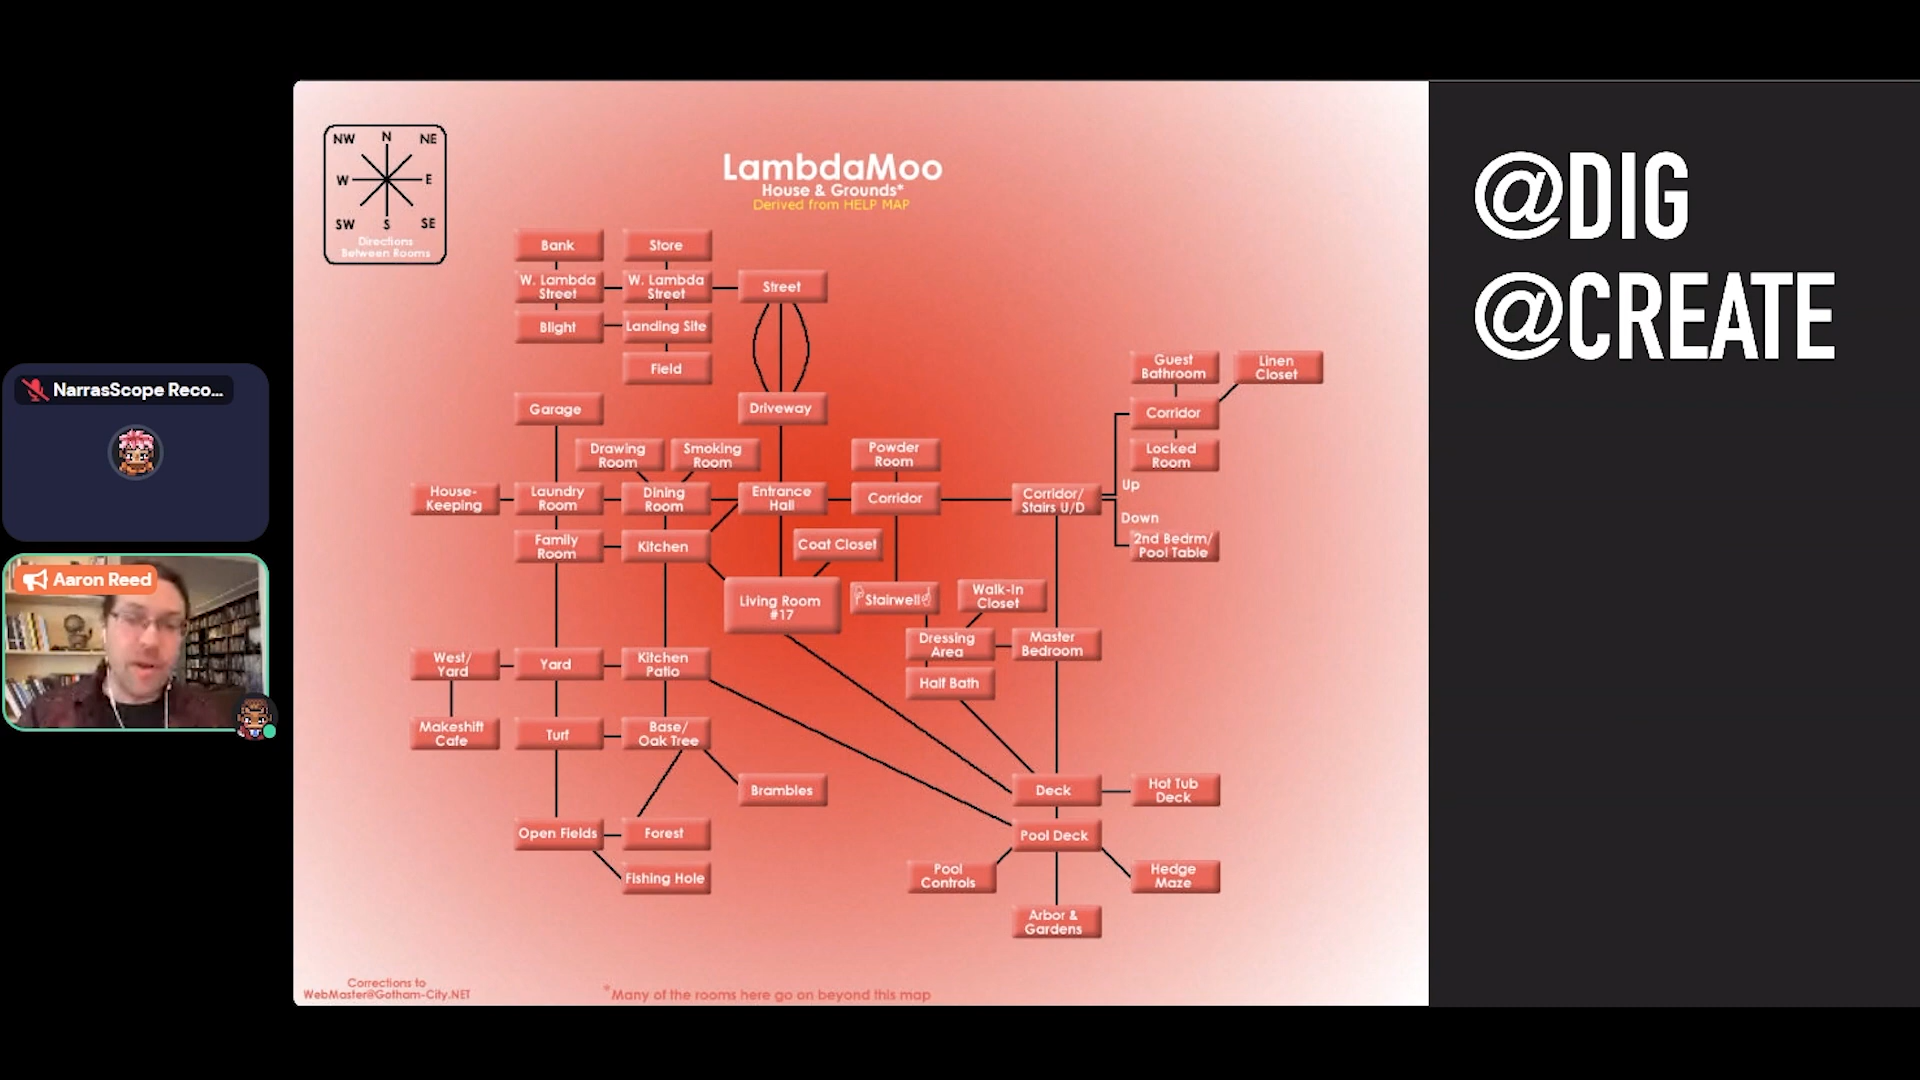 NarrasScope Reco...
Aaron Reed
NW N NE
W E
SW S SE
Directions
Between Rooms
LambdaMoo
House & Grounds*
Derived from HELP MAP
Bank
Store
W. Lambda
Street
W. Lambda
Street
Street
Blight
Landing Site
Field
Garage
Driveway
Guest
Bathroom
Linen
Closet
Corridor
Locked
Room
Drawing
Room
Smoking
Room
Powder
Room
House-
Keeping
Laundry
Room
Dining
Room
Entrance
Hall
Corridor
Corridor/
Stairs U/D
Up
Down
2nd Bedrm/
Pool Table
Family
Room
Kitchen
Coat Closet
Living Room
#17
Stairwell
Walk-In
Closet
Dressing
Area
Master
Bedroom
Half Bath
West/
Yard
Yard
Kitchen
Patio
Makeshift
Cafe
Turf
Base/
Oak Tree
Brambles
Deck
Hot Tub
Deck
Open Fields
Forest
Pool Deck
Fishing Hole
Pool
Controls
Hedge
Maze
Arbor &
Gardens
Corrections to
WebMaster@Gotham-City.NET
*Many of the rooms here go on beyond this map
@DIG
@CREATE